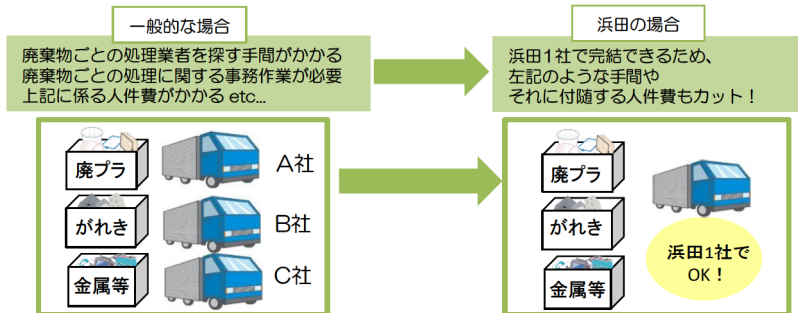 一般的な場合
廃棄物ごとの処理業者を探す手間がかかる
廃棄物ごとの処理に関する事務作業が必要
上記に係る人件費がかかる etc…
浜田の場合
浜田1社で完結できるため、
左記のような手間や
それに付随する人件費もカット！
廃プラ
A社
がれき
B社
金属等
C社
廃プラ
がれき
金属等
浜田1社で
OK！